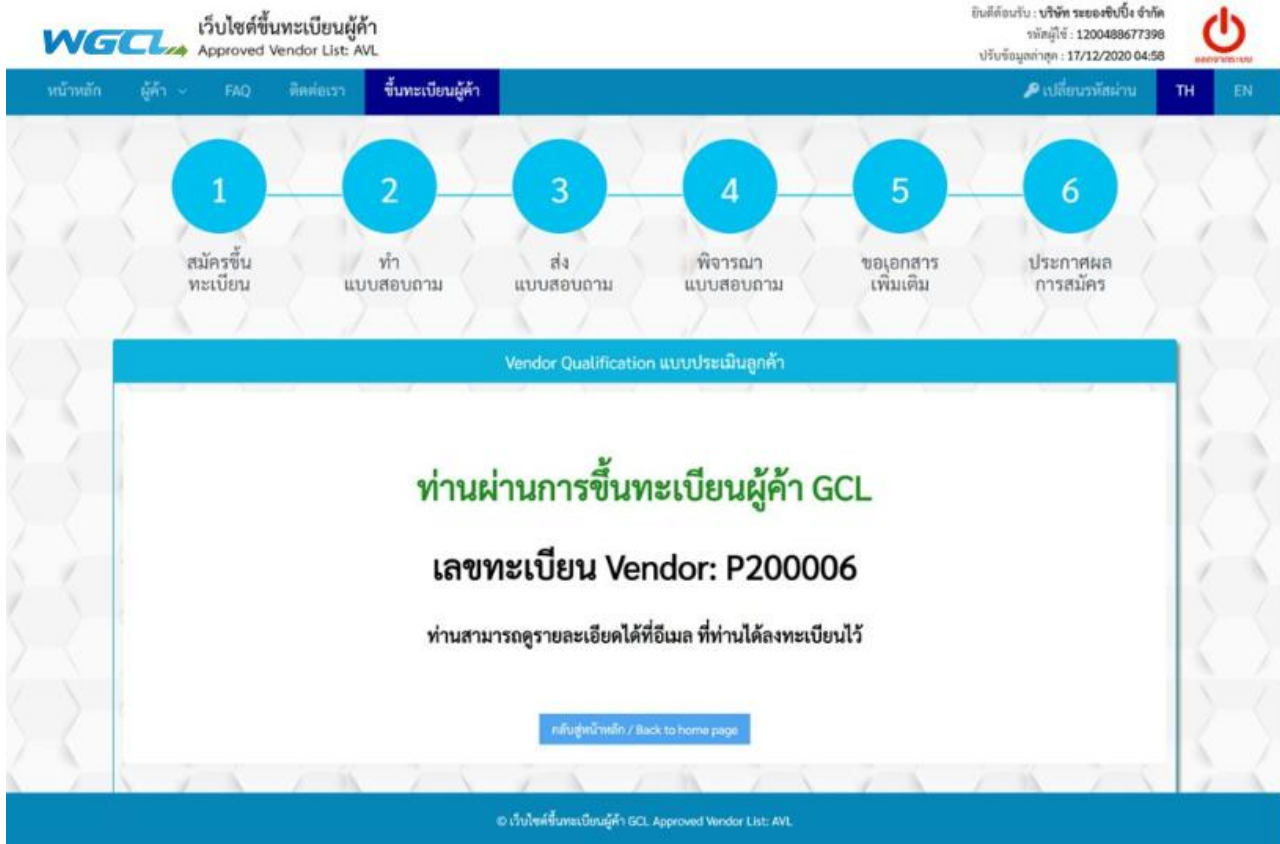 WGCL
เว็บไซต์ขึ้นทะเบียนผู้ค้า
Approved Vendor List: AVL
ยินดีต้อนรับ : บริษัท ระยองชิปปิ้ง จำกัด
รหัสผู้ใช้ : 1200488677398
ปรับข้อมูลล่าสุด : 17/12/2020 04:58
ออกจากระบบ
หน้าหลัก ผู้ค้า FAQ ติดต่อเรา ขึ้นทะเบียนผู้ค้า เปลี่ยนรหัสผ่าน TH EN
1 2 3 4 5 6
สมัครขึ้น ทำ ส่ง พิจารณา ขอเอกสาร ประกาศผล
ทะเบียน แบบสอบถาม แบบสอบถาม แบบสอบถาม เพิ่มเติม การสมัคร
Vendor Qualification แบบประเมินลูกค้า
ท่านผ่านการขึ้นทะเบียนผู้ค้า GCL
เลขทะเบียน Vendor: P200006
ท่านสามารถดูรายละเอียดได้ที่อีเมล ที่ท่านได้ลงทะเบียนไว้
กลับสู่หน้าหลัก / Back to home page
© เว็บไซต์ขึ้นทะเบียนผู้ค้า GCL Approved Vendor List: AVL